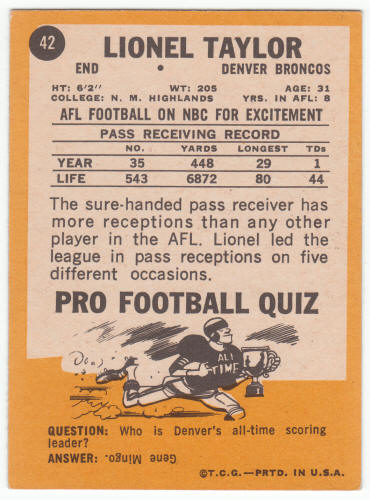 42
LIONEL TAYLOR
END • DENVER BRONCOS
HT: 6'2" WT: 205 AGE: 31
COLLEGE: N. M. HIGHLANDS YRS. IN AFL: 8
AFL FOOTBALL ON NBC FOR EXCITEMENT
PASS RECEIVING RECORD
NO. YARDS LONGEST TDs
YEAR 35 448 29 1
LIFE 543 6872 80 44
The sure-handed pass receiver has
more receptions than any other
player in the AFL. Lionel led the
league in pass receptions on five
different occasions.
PRO FOOTBALL QUIZ
ALL
TIME
1
QUESTION: Who is Denver's all-time scoring
leader?
ANSWER: Gene Mingo.
©T.C.G.—PRTD. IN U.S.A.